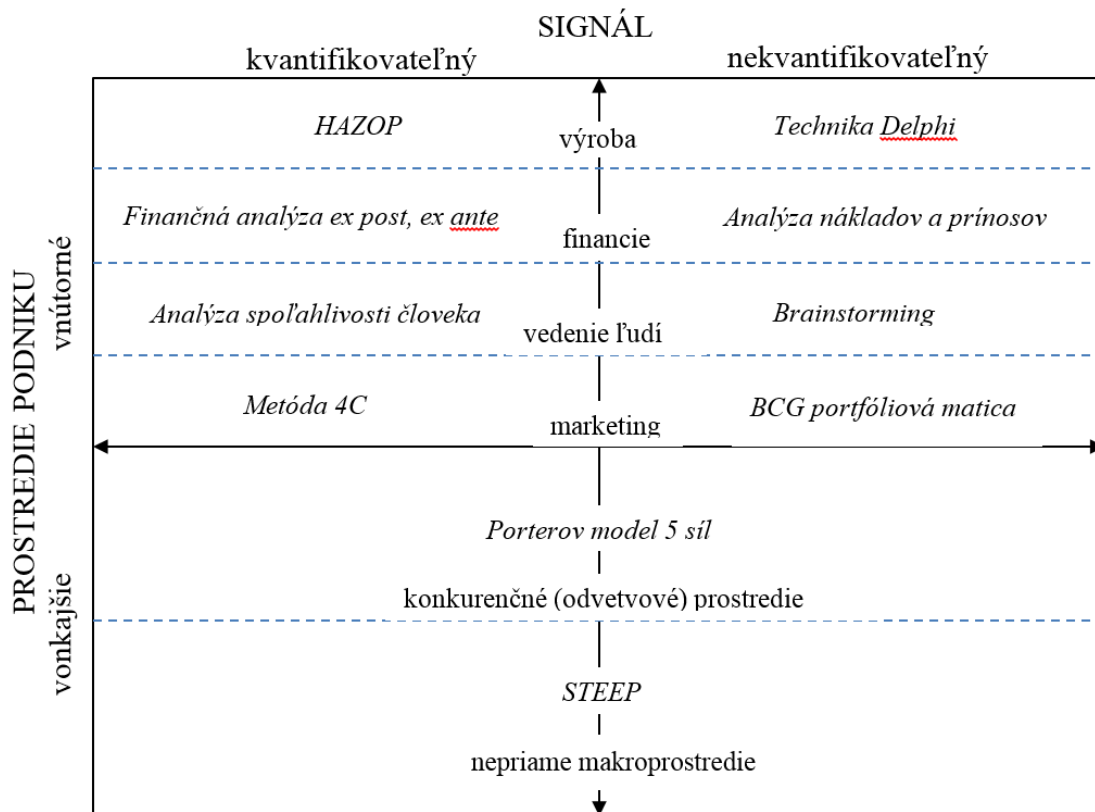 SIGNÁL
kvantifikovateľný
nekvantifikovateľný
HAZOP
Technika Delphi
výroba
Finančná analýza ex post, ex ante
Analýza nákladov a prínosov
financie
Analýza spoľahlivosti človeka
Brainstorming
vedenie ľudí
Metóda 4C
BCG portfóliová matica
marketing
PROSTREDIE PODNIKU
vnútorné
vonkajšie
Porterov model 5 síl
konkurenčné (odvetvové) prostredie
STEEP
nepriame makroprostredie